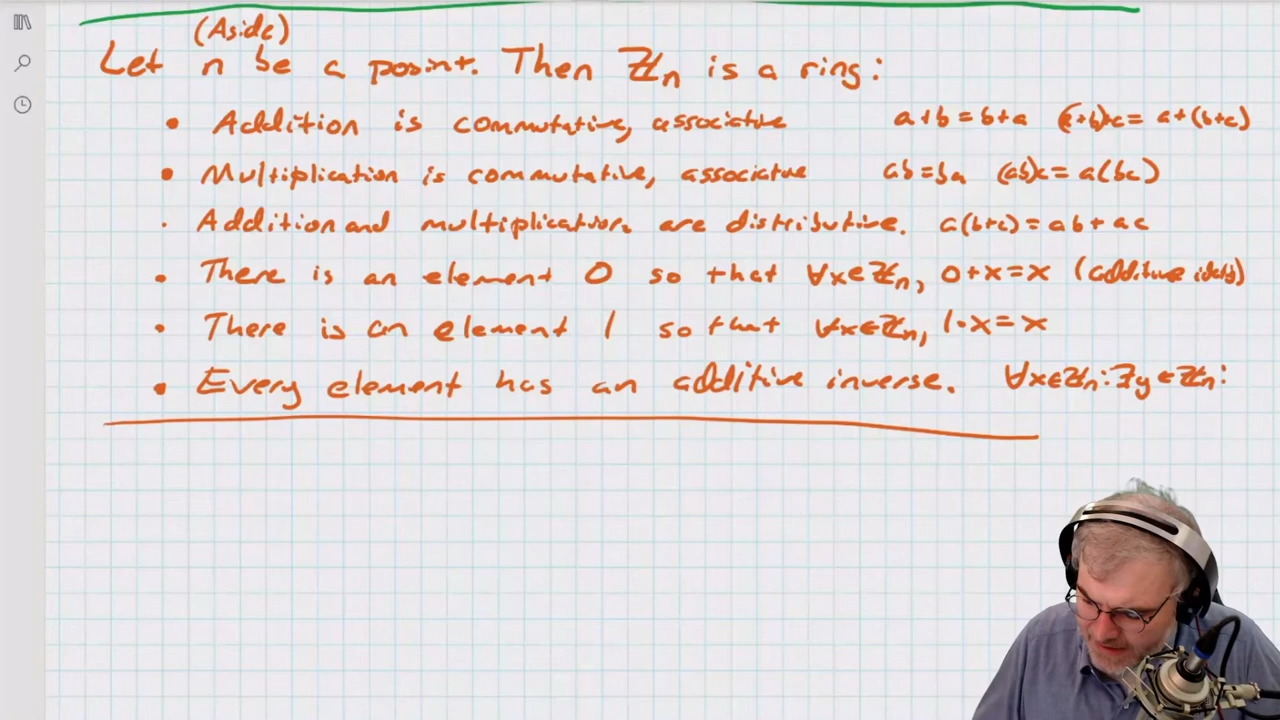 (Aside)
Let n be a posint. Then ℤn is a ring:
• Addition is commutative, associative a+b=b+a (a+b)+c = a+(b+c)
• Multiplication is commutative, associative ab=ba (ab)c = a(bc)
• Addition and multiplication are distributive. a(b+c)=ab+ac
• There is an element 0 so that ∀x∈ℤn, 0+x=x (additive
• There is an element 1 so that ∀x∈ℤn, 1·x=x
• Every element has an additive inverse. ∀x∈ℤn:∃y∈ℤn: